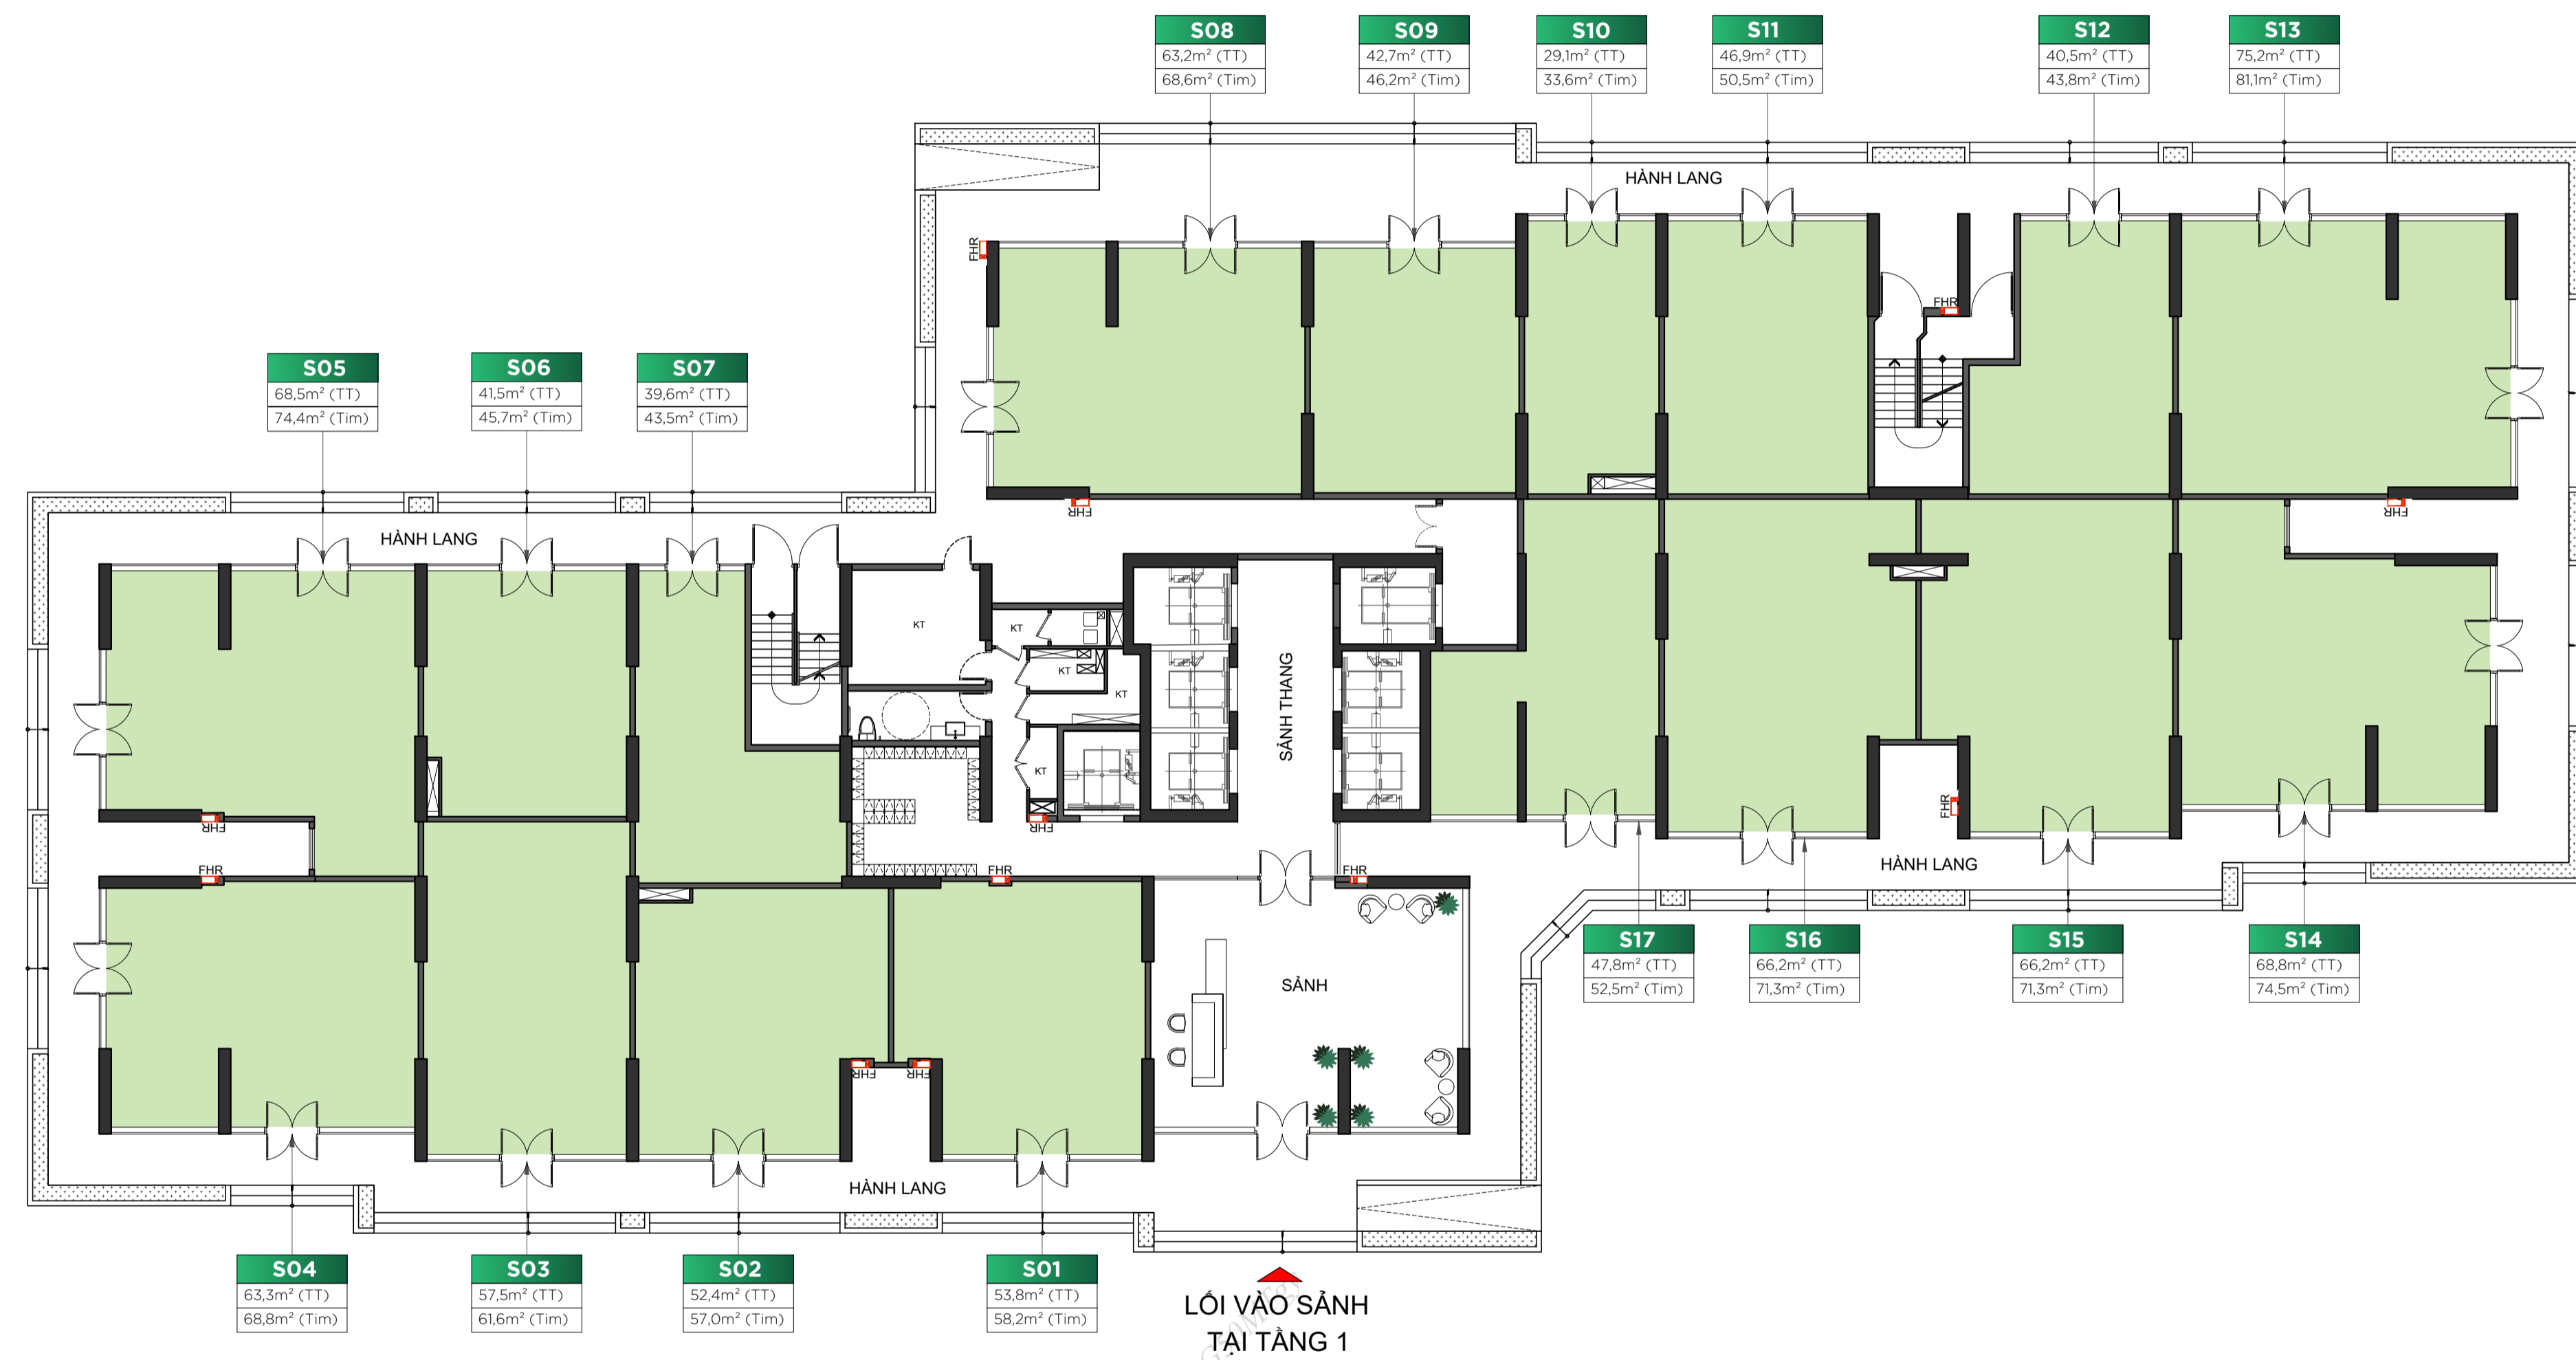 S08
63,2m² (TT)
68,6m² (Tim)
S09
42,7m² (TT)
46,2m² (Tim)
S10
29,1m² (TT)
33,6m² (Tim)
S11
46,9m² (TT)
50,5m² (Tim)
S12
40,5m² (TT)
43,8m² (Tim)
S13
75,2m² (TT)
81,1m² (Tim)
HÀNH LANG
FHR
FHR
S05
68,5m² (TT)
74,4m² (Tim)
S06
41,5m² (TT)
45,7m² (Tim)
S07
39,6m² (TT)
43,5m² (Tim)
FHR
FHR
HÀNH LANG
KT
KT
KT
KT
KT
SẢNH THANG
FHR
FHR
FHR
FHR
FHR
FHR
FHR
HÀNH LANG
S17
47,8m² (TT)
52,5m² (Tim)
S16
66,2m² (TT)
71,3m² (Tim)
S15
66,2m² (TT)
71,3m² (Tim)
S14
68,8m² (TT)
74,5m² (Tim)
SẢNH
FHR
FHR
HÀNH LANG
S04
63,3m² (TT)
68,8m² (Tim)
S03
57,5m² (TT)
61,6m² (Tim)
S02
52,4m² (TT)
57,0m² (Tim)
S01
53,8m² (TT)
58,2m² (Tim)
LỐI VÀO SẢNH
TẠI TẦNG 1